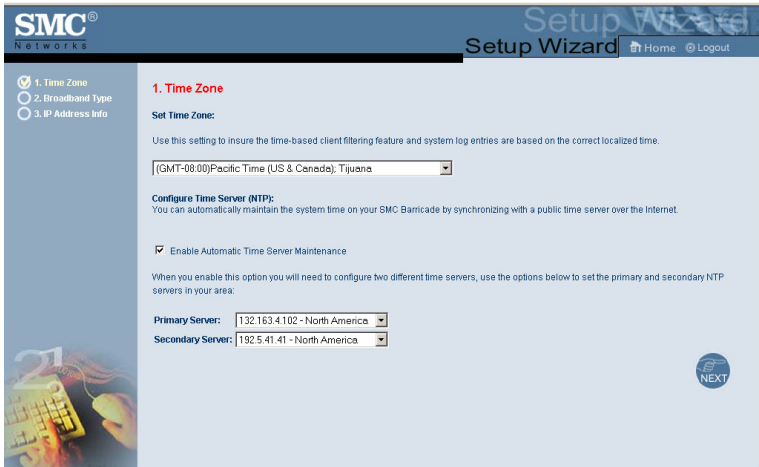 SMC®
Networks
Setup Wizard
Setup Wizard
Home Logout
1. Time Zone
2. Broadband Type
3. IP Address Info
1. Time Zone
Set Time Zone:
Use this setting to insure the time-based client filtering feature and system log entries are based on the correct localized time.
(GMT-08:00)Pacific Time (US & Canada); Tijuana
Configure Time Server (NTP):
You can automatically maintain the system time on your SMC Barricade by synchronizing with a public time server over the Internet.
Enable Automatic Time Server Maintenance
When you enable this option you will need to configure two different time servers, use the options below to set the primary and secondary NTP
servers in your area:
Primary Server: 132.163.4.102 - North America
Secondary Server: 192.5.41.41 - North America
NEXT